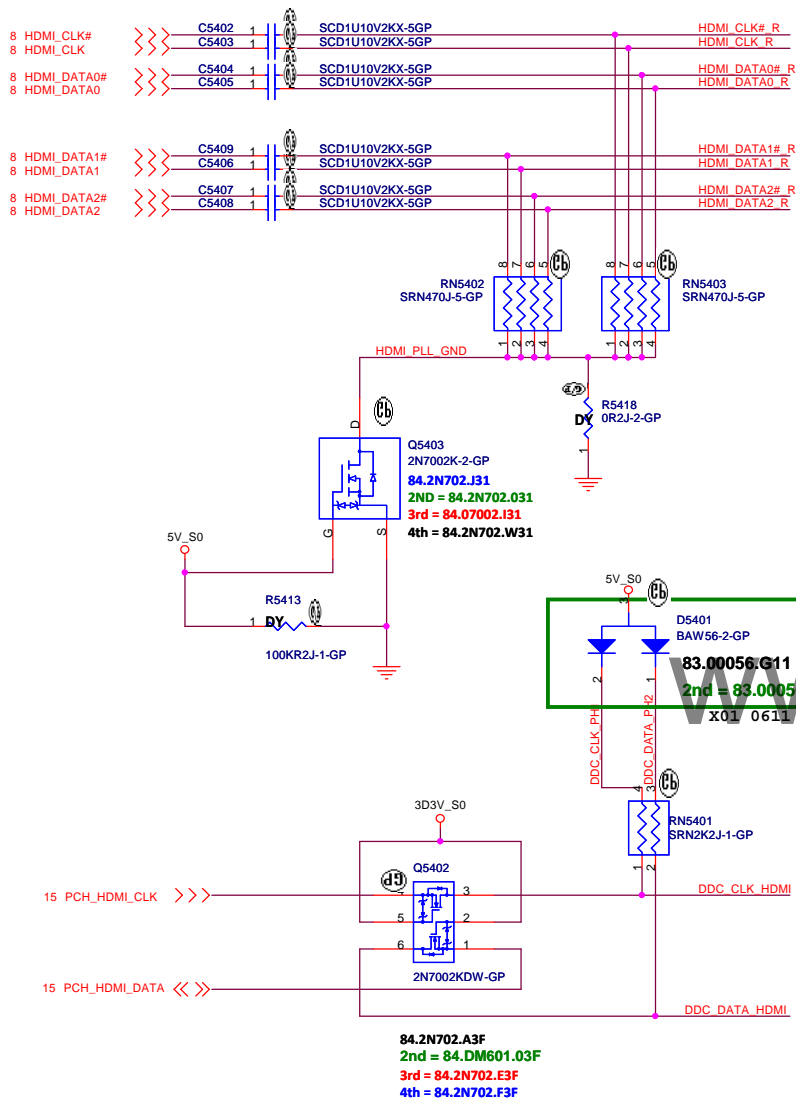 C5402 1 SCD1U10V2KX-5GP HDMI_CLK#_R
8 HDMI_CLK#
C5403 1 SCD1U10V2KX-5GP HDMI_CLK_R
8 HDMI_CLK
C5404 1 SCD1U10V2KX-5GP HDMI_DATA0#_R
8 HDMI_DATA0#
C5405 1 SCD1U10V2KX-5GP HDMI_DATA0_R
8 HDMI_DATA0
C5409 1 SCD1U10V2KX-5GP HDMI_DATA1#_R
8 HDMI_DATA1#
C5406 1 SCD1U10V2KX-5GP HDMI_DATA1_R
8 HDMI_DATA1
C5407 1 SCD1U10V2KX-5GP HDMI_DATA2#_R
8 HDMI_DATA2#
C5408 1 SCD1U10V2KX-5GP HDMI_DATA2_R
8 HDMI_DATA2
8 7 6 5
8 7 6 5
RN5402
SRN470J-5-GP
RN5403
SRN470J-5-GP
1 2 3 4
1 2 3 4
HDMI_PLL_GND
R5418
0R2J-2-GP
DY
1
D
Q5403
2N7002K-2-GP
84.2N702.J31
2ND = 84.2N702.031
3rd = 84.07002.I31
4th = 84.2N702.W31
G S
5V_S0
R5413
1 DY
100KR2J-1-GP
5V_S0
3
D5401
BAW56-2-GP
83.00056.G11
2nd = 83.0005
X01 0611
2 1
DDC_CLK_PH1
DDC_DATA_PH2
4 3
RN5401
SRN2K2J-1-GP
1 2
3D3V_S0
Q5402
GP
15 PCH_HDMI_CLK
3
DDC_CLK_HDMI
5 2
6 1
2N7002KDW-GP
15 PCH_HDMI_DATA
DDC_DATA_HDMI
84.2N702.A3F
2nd = 84.DM601.03F
3rd = 84.2N702.E3F
4th = 84.2N702.F3F